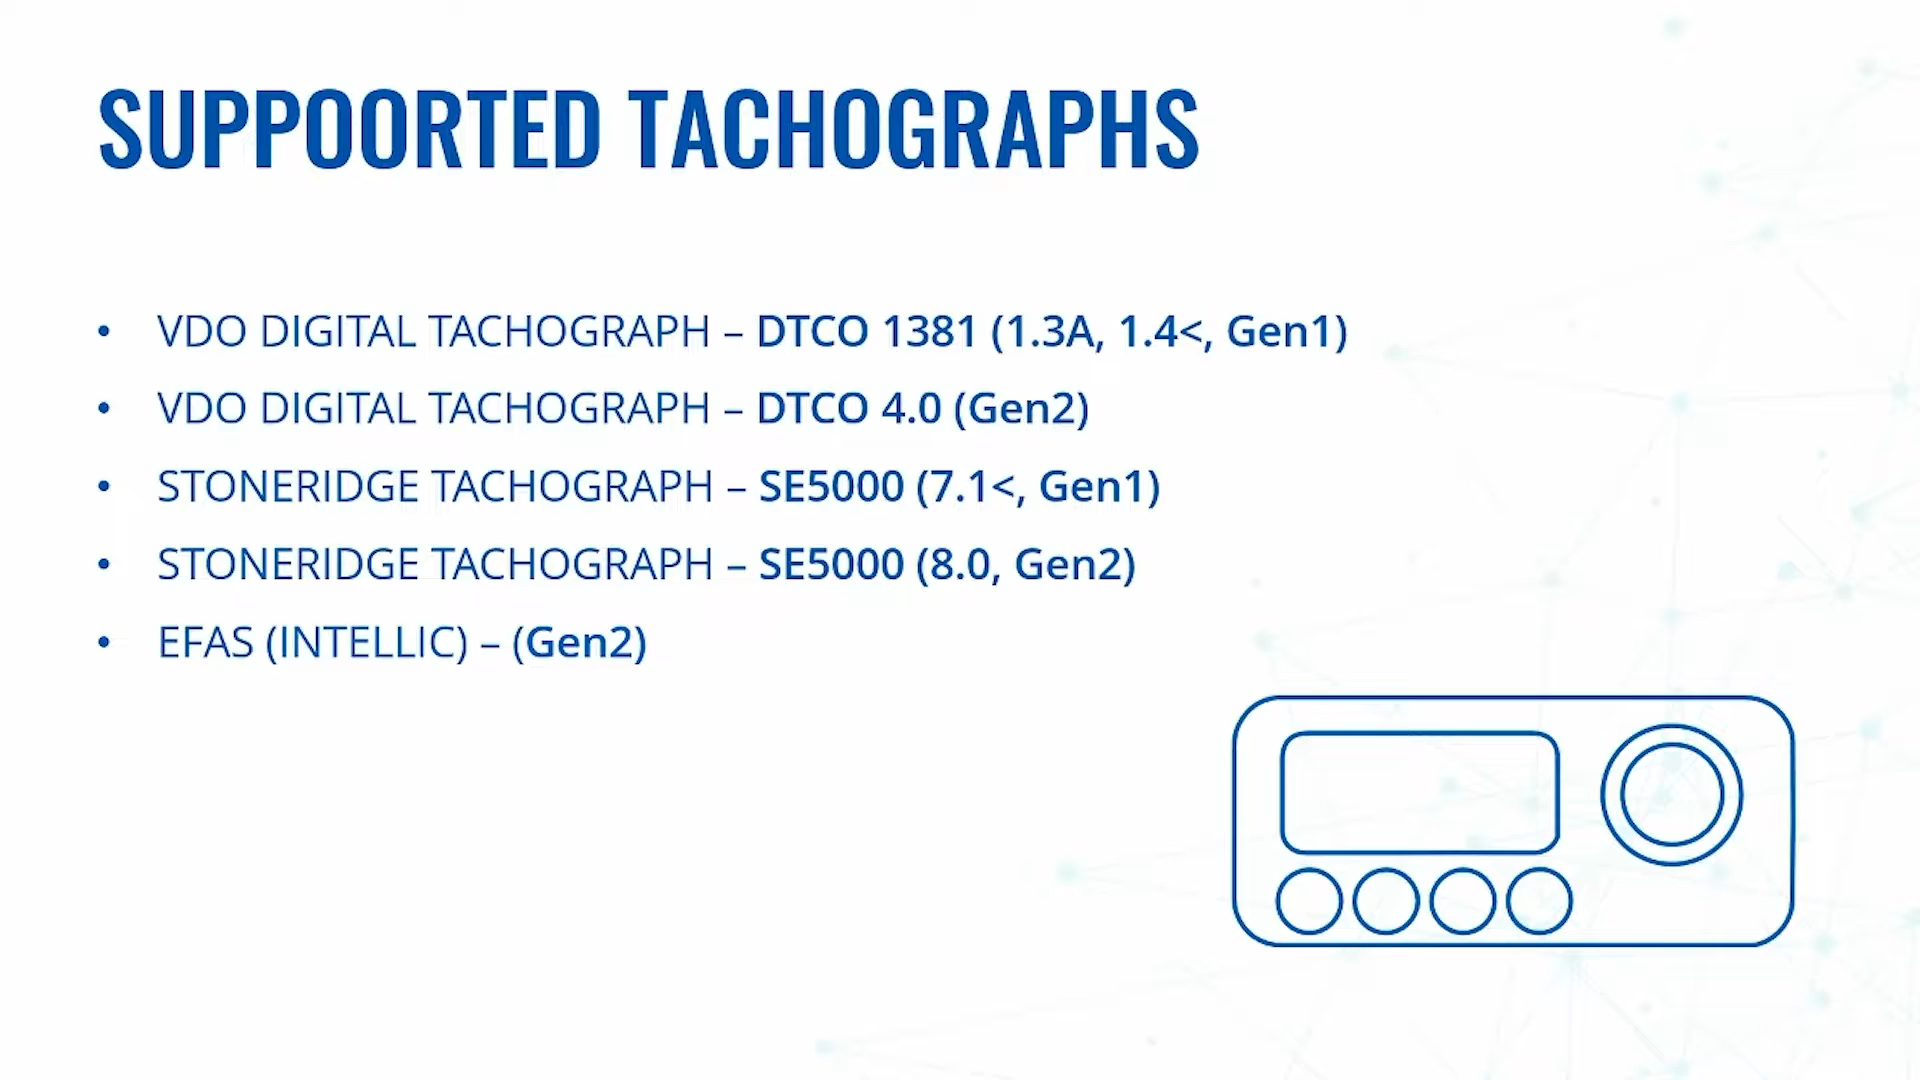 SUPPOORTED TACHOGRAPHS
• VDO DIGITAL TACHOGRAPH – DTCO 1381 (1.3A, 1.4<, Gen1)
• VDO DIGITAL TACHOGRAPH – DTCO 4.0 (Gen2)
• STONERIDGE TACHOGRAPH – SE5000 (7.1<, Gen1)
• STONERIDGE TACHOGRAPH – SE5000 (8.0, Gen2)
• EFAS (INTELLIC) – (Gen2)